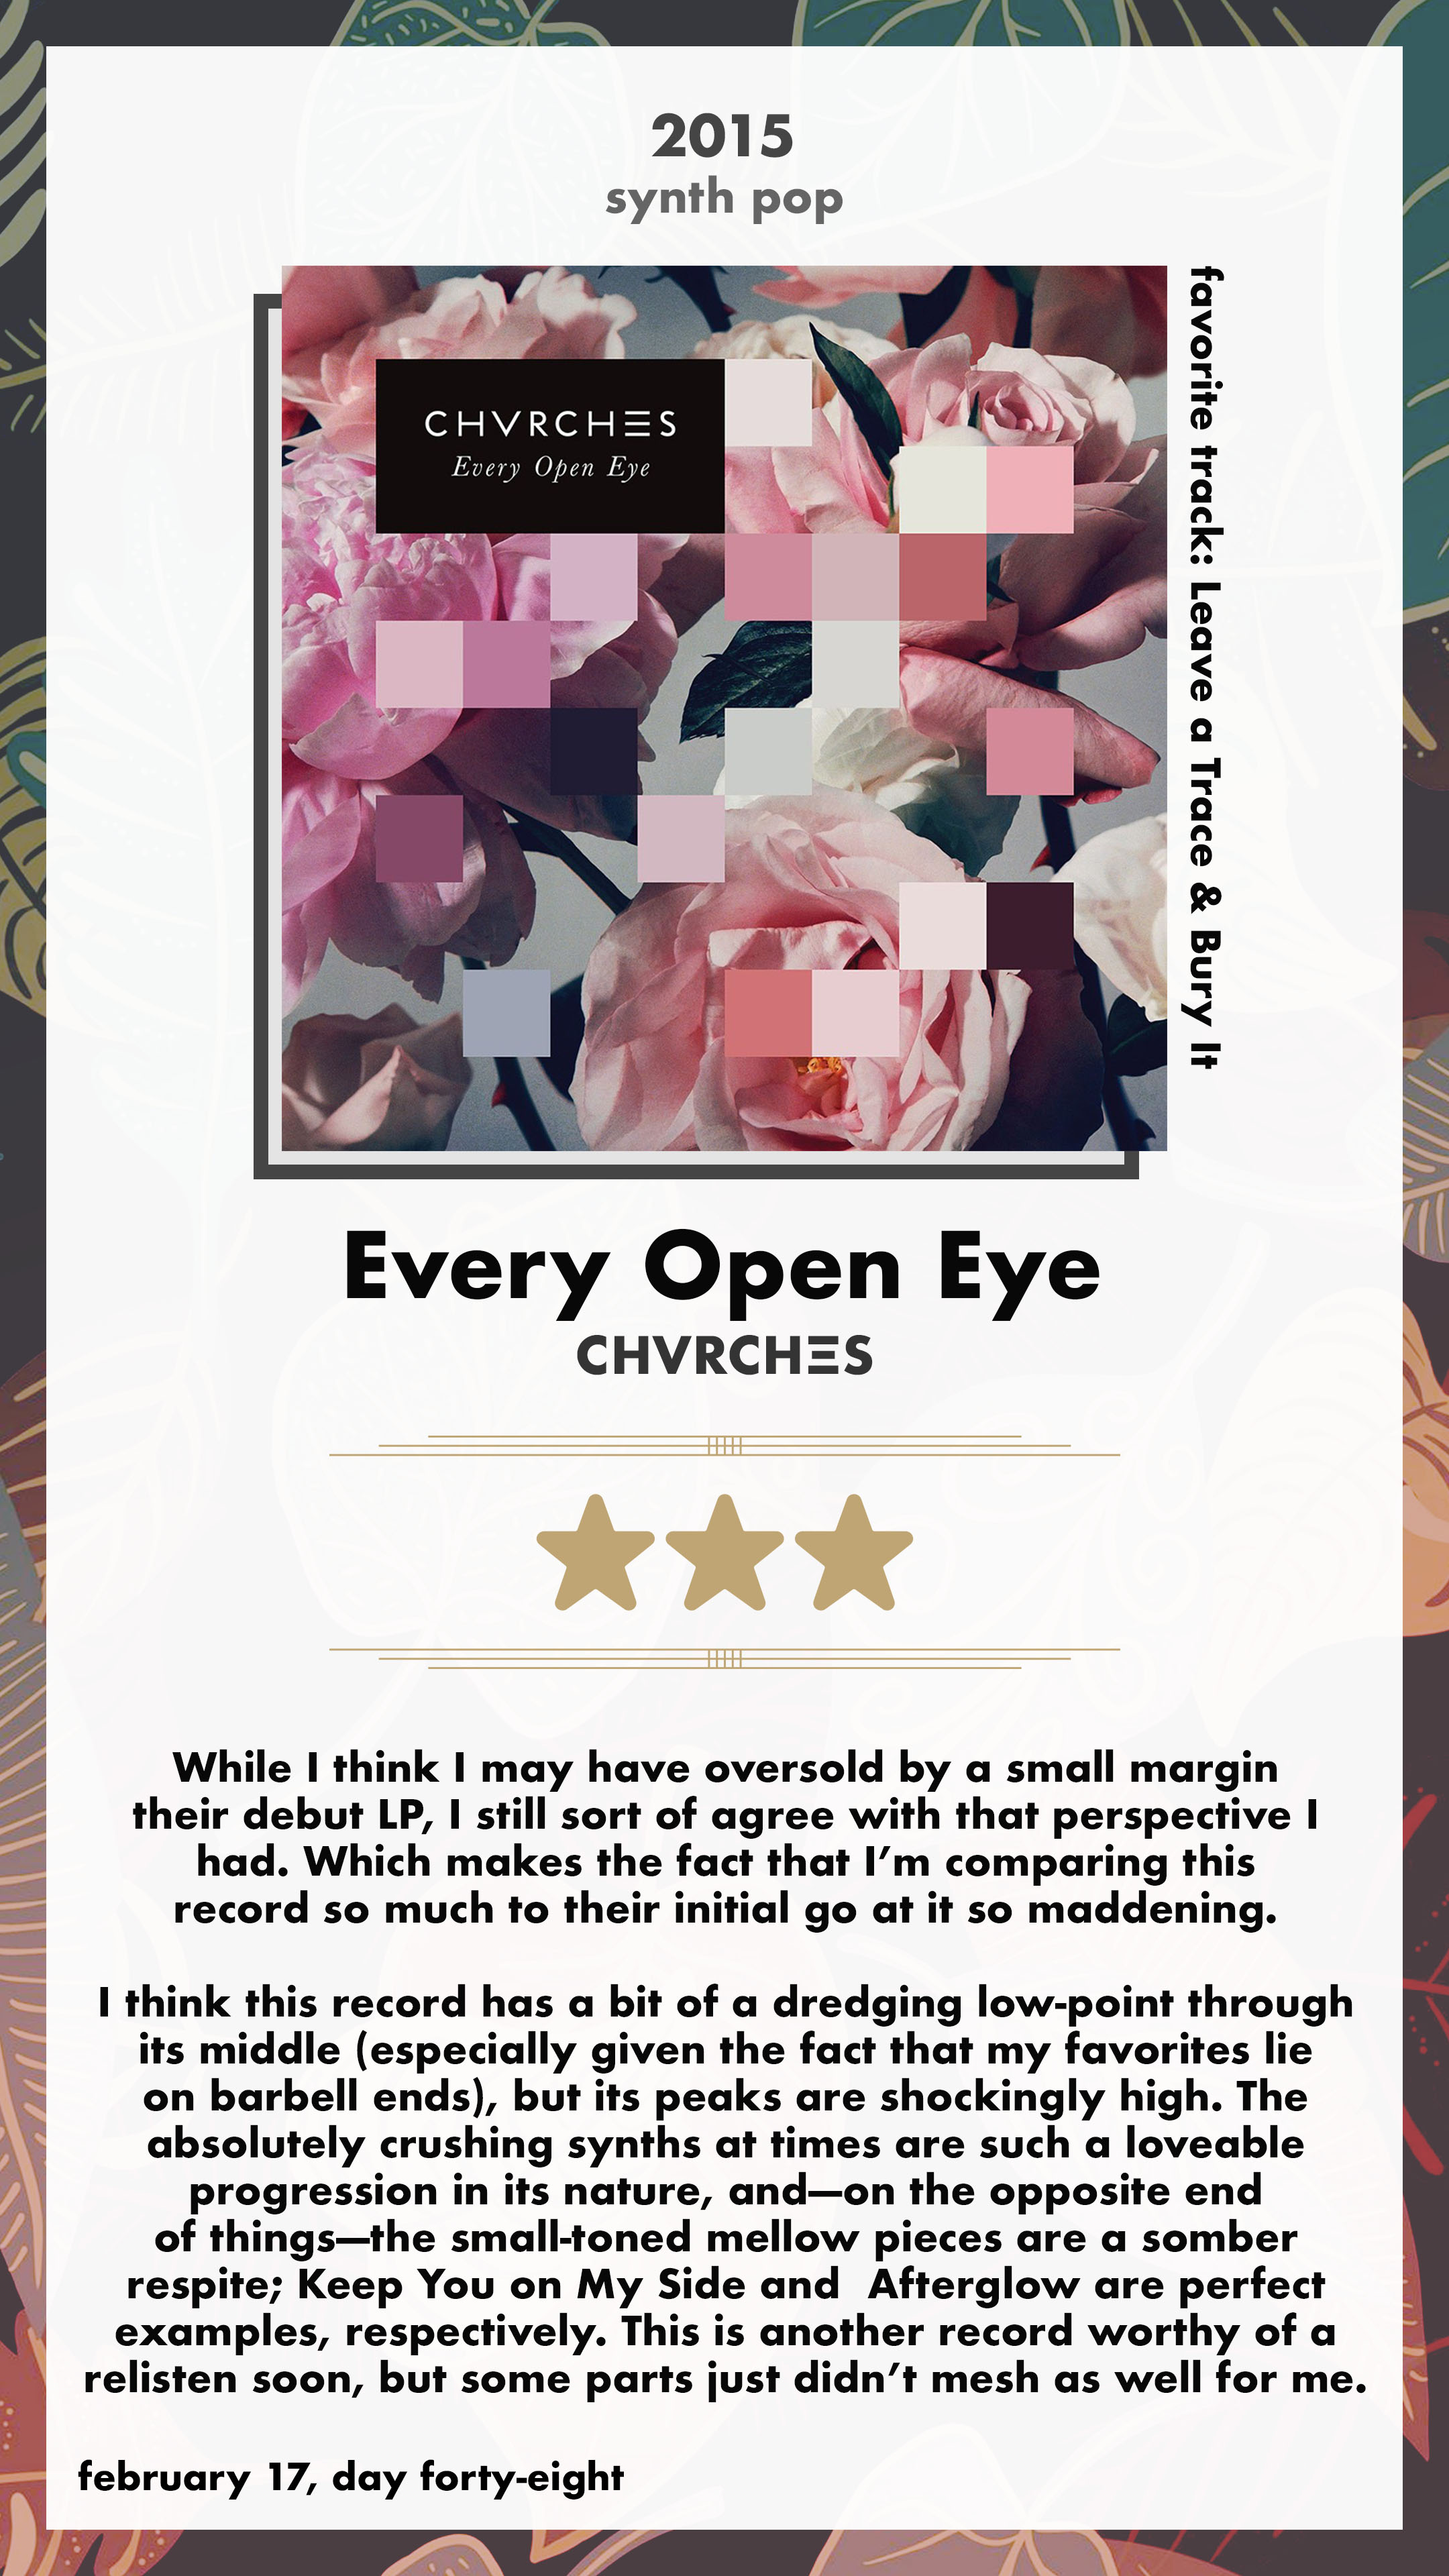 2015
synth pop
CHVRCHΞS
Every Open Eye
favorite track: Leave a Trace & Bury It
Every Open Eye
CHVRCHΞS
While I think I may have oversold by a small margin
their debut LP, I still sort of agree with that perspective I
had. Which makes the fact that I’m comparing this
record so much to their initial go at it so maddening.
I think this record has a bit of a dredging low-point through
its middle (especially given the fact that my favorites lie
on barbell ends), but its peaks are shockingly high. The
absolutely crushing synths at times are such a loveable
progression in its nature, and—on the opposite end
of things—the small-toned mellow pieces are a somber
respite; Keep You on My Side and  Afterglow are perfect
examples, respectively. This is another record worthy of a
relisten soon, but some parts just didn’t mesh as well for me.
february 17, day forty-eight